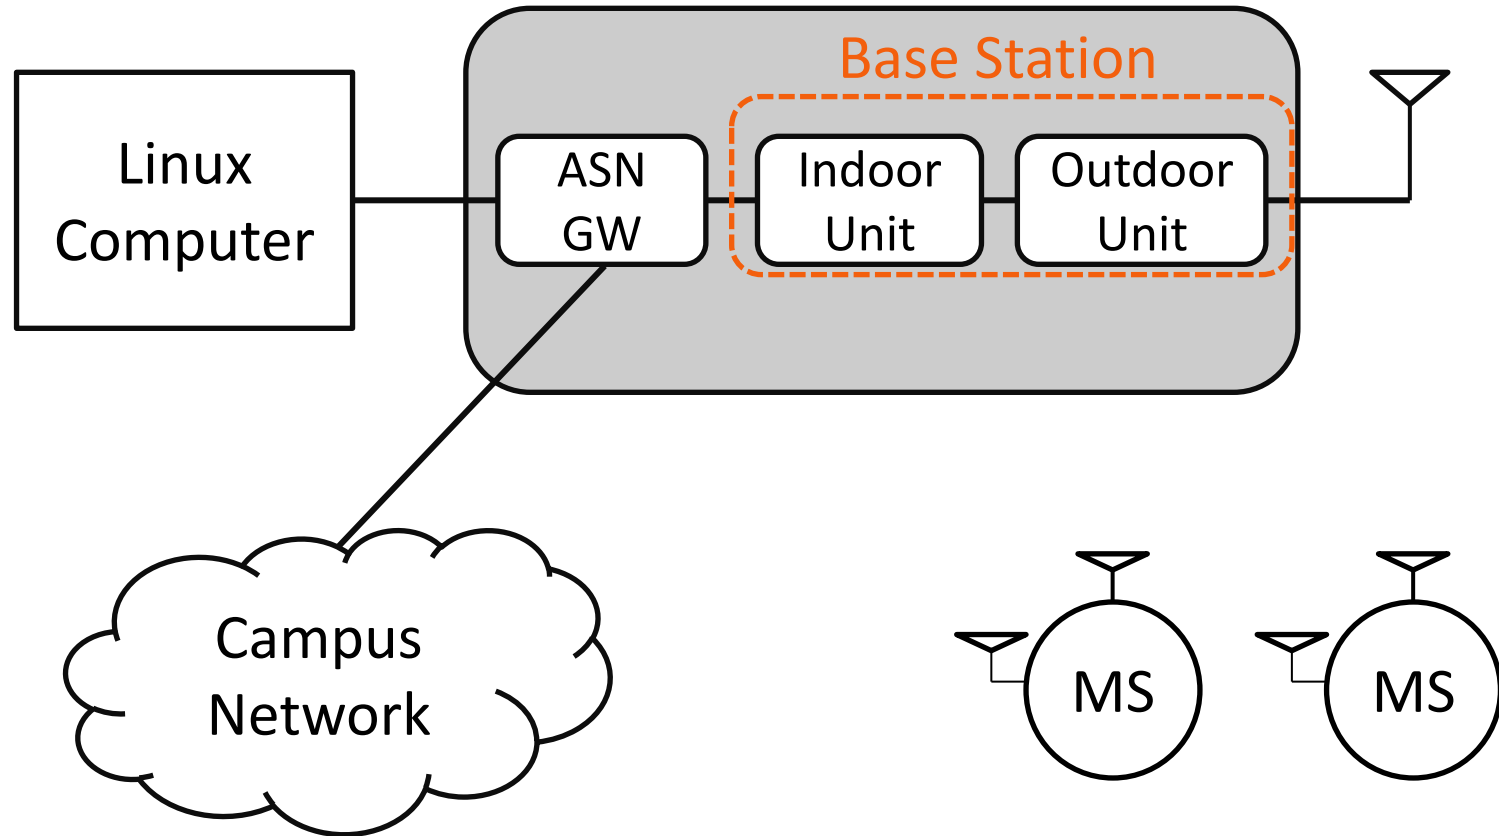 Base Station
Linux
Computer
ASN
GW
Indoor
Unit
Outdoor
Unit
Campus
Network
MS
MS